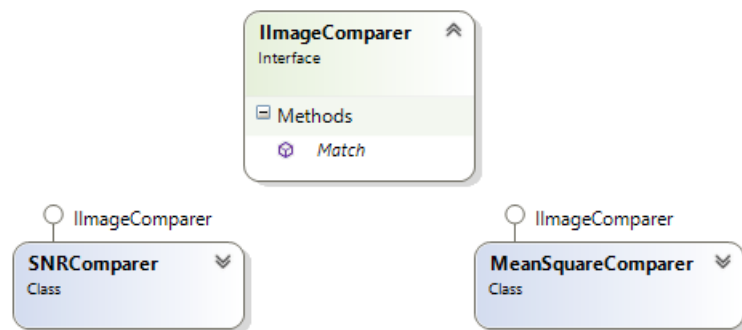 IImageComparer
Interface
Methods
Match
IImageComparer
SNRComparer
Class
IImageComparer
MeanSquareComparer
Class